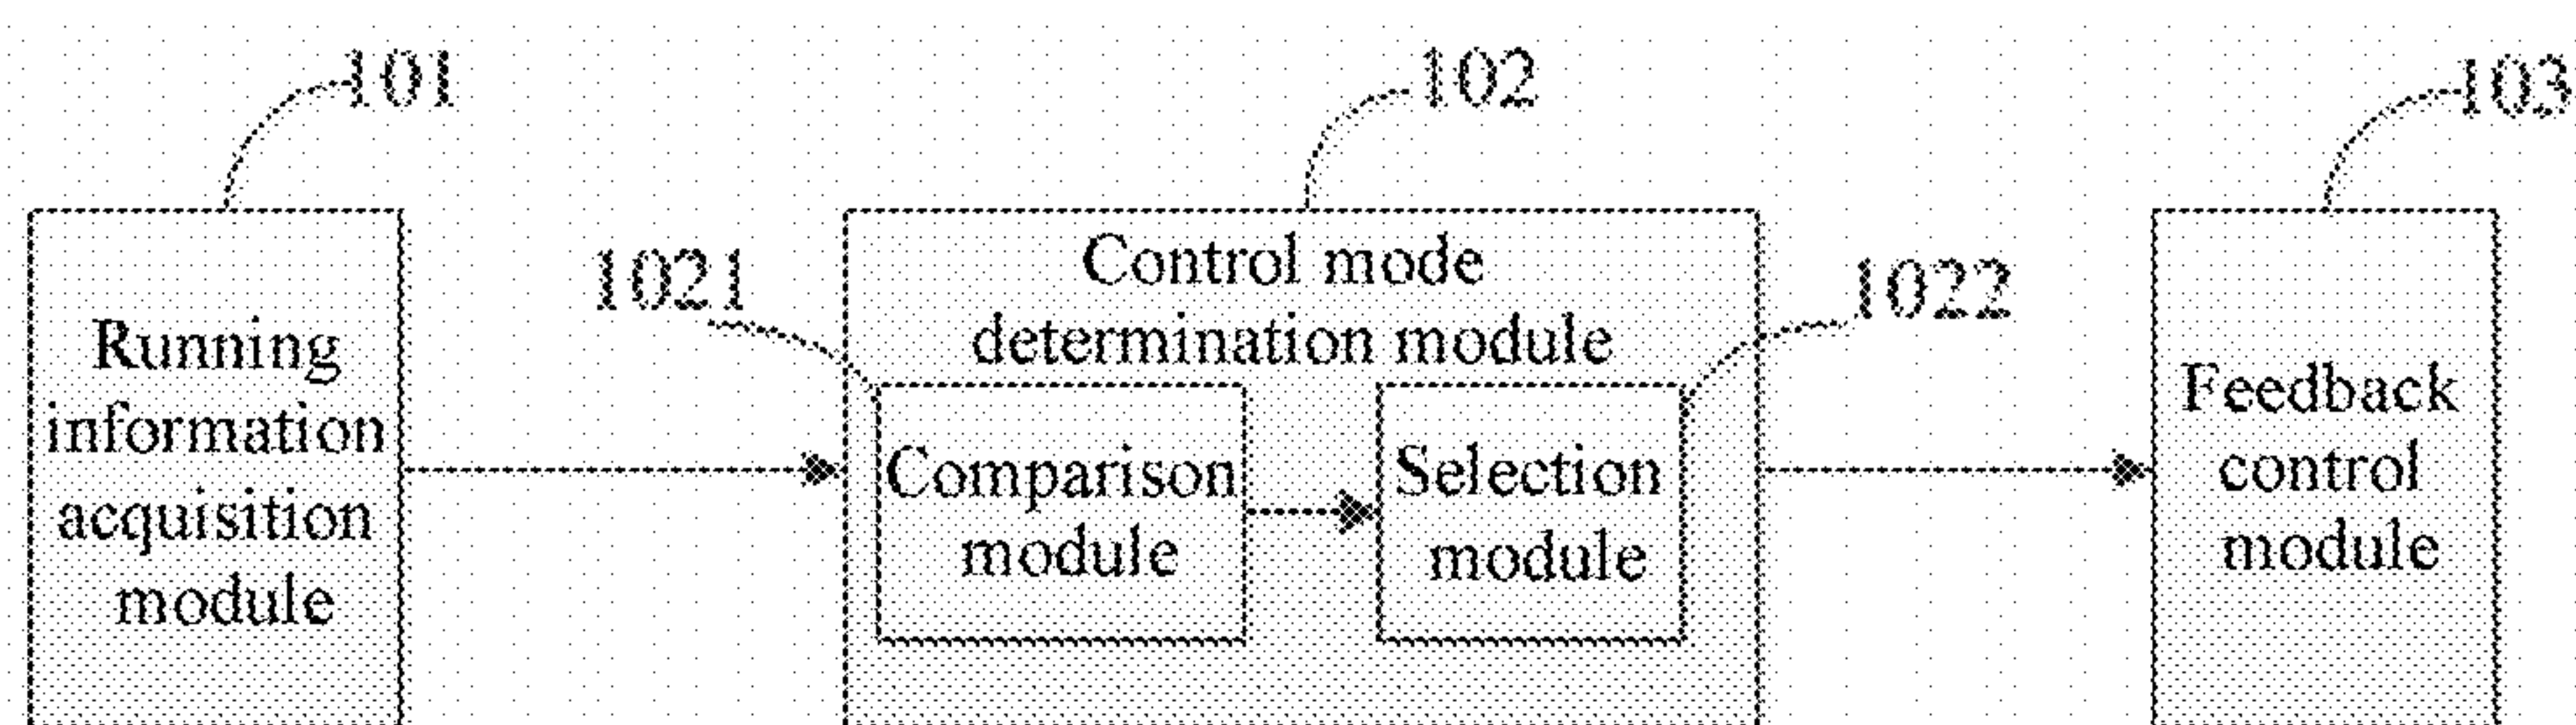 101
102
103
1021
1022
Running
information
acquisition
module
Control mode
determination module
Comparison
module
Selection
module
Feedback
control
module